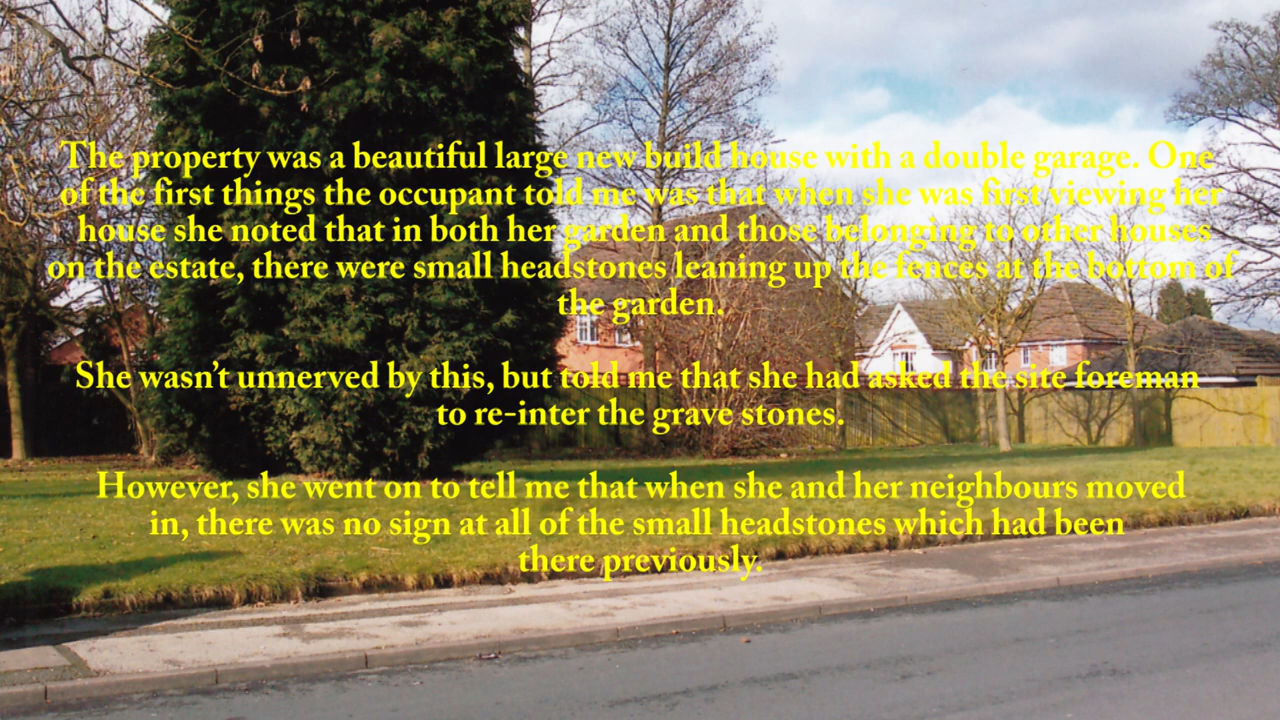 The property was a beautiful large new build house with a double garage. One
of the first things the occupant told me was that when she was first viewing her
house she noted that in both her garden and those belonging to other houses
on the estate, there were small headstones leaning up the fences at the bottom of
the garden.
She wasn’t unnerved by this, but told me that she had asked the site foreman
to re-inter the grave stones.
However, she went on to tell me that when she and her neighbours moved
in, there was no sign at all of the small headstones which had been
there previously.